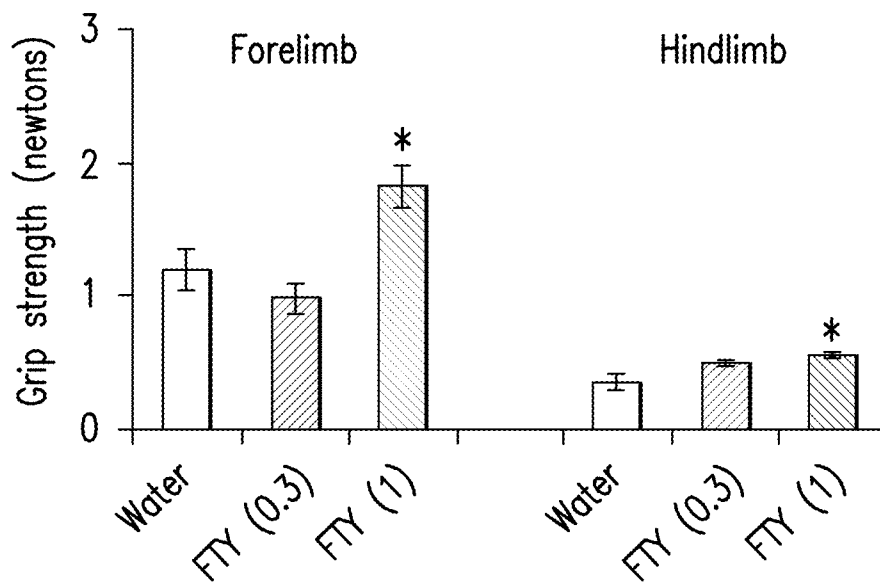 Grip strength (newtons)
3
2
1
0
Forelimb
Hindlimb
*
*
Water
FTY (0.3)
FTY (1)
Water
FTY (0.3)
FTY (1)